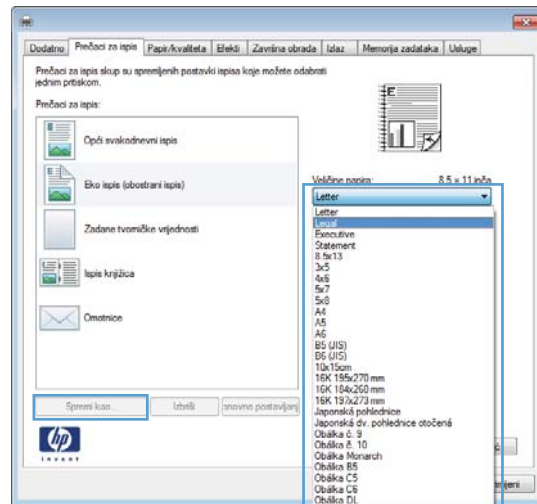 Dodatno Prečaci za ispis Papir/kvaliteta Efekti Završna obrada Izlaz Memorija zadataka Usluge
Prečaci za ispis skup su spremljenih postavki ispisa koje možete odabrati
jednim pritiskom.
Prečaci za ispis:
Opći svakodnevni ispis
Eko ispis (obostrani ispis)
Zadane tvorničke vrijednosti
Ispis knjižica
Omotnice
Spremi kao...
Izbriši
Veličine papira: 8.5 × 11 inča
Letter
Letter
Legal
Executive
Statement
8.5x13
3x5
4x6
5x7
5x8
A4
A5
A6
B5 (JIS)
B6 (JIS)
10x15cm
16K 195x270 mm
16K 184x260 mm
16K 197x273 mm
Japonská pohlednice
Japonská dv. pohlednice otočená
Obálka č. 9
Obálka č. 10
Obálka Monarch
Obálka B5
Obálka C5
Obálka C6
Obálka DL
hp
invent